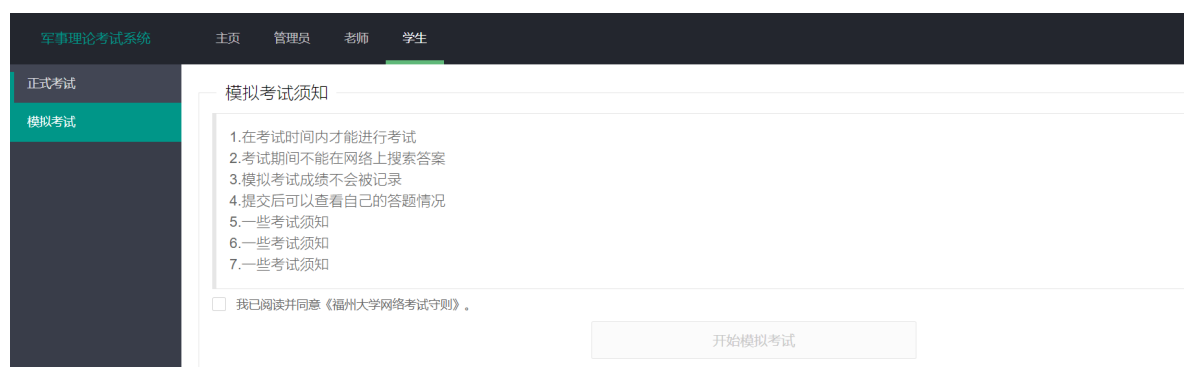 军事理论考试系统 主页 管理员 老师 学生
正式考试
模拟考试
模拟考试须知
1.在考试时间内才能进行考试
2.考试期间不能在网络上搜索答案
3.模拟考试成绩不会被记录
4.提交后可以查看自己的答题情况
5.一些考试须知
6.一些考试须知
7.一些考试须知
我已阅读并同意《福州大学网络考试守则》。
开始模拟考试